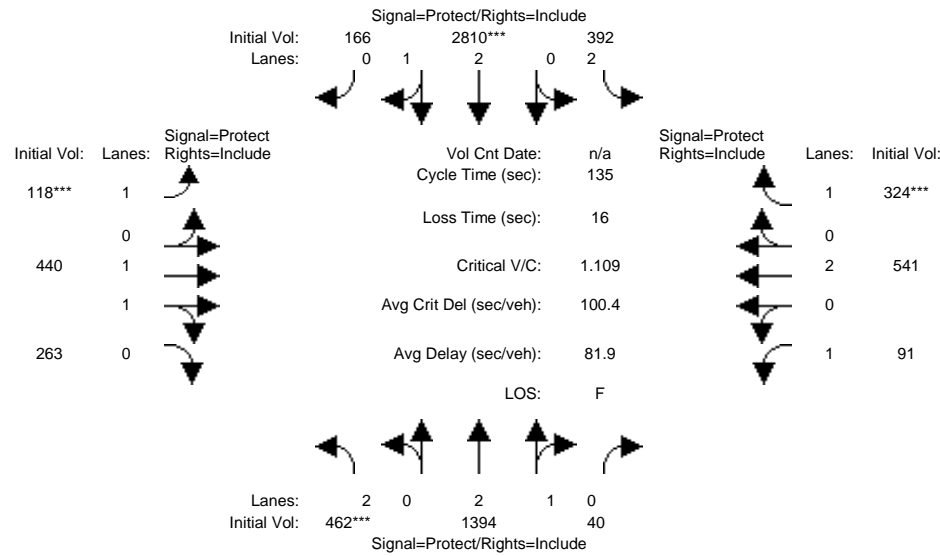 Signal=Protect/Rights=Include
Initial Vol: 166 2810*** 392
Lanes: 0 1 2 0 2
Signal=Protect
Initial Vol: Lanes: Rights=Include
Vol Cnt Date: n/a
Signal=Protect
Rights=Include Lanes: Initial Vol:
Cycle Time (sec): 135
118*** 1
1 324***
Loss Time (sec): 16
0
0
440 1
Critical V/C: 1.109
2 541
1
Avg Crit Del (sec/veh): 100.4
0
263 0
Avg Delay (sec/veh): 81.9
1 91
LOS: F
Lanes: 2 0 2 1 0
Initial Vol: 462*** 1394 40
Signal=Protect/Rights=Include